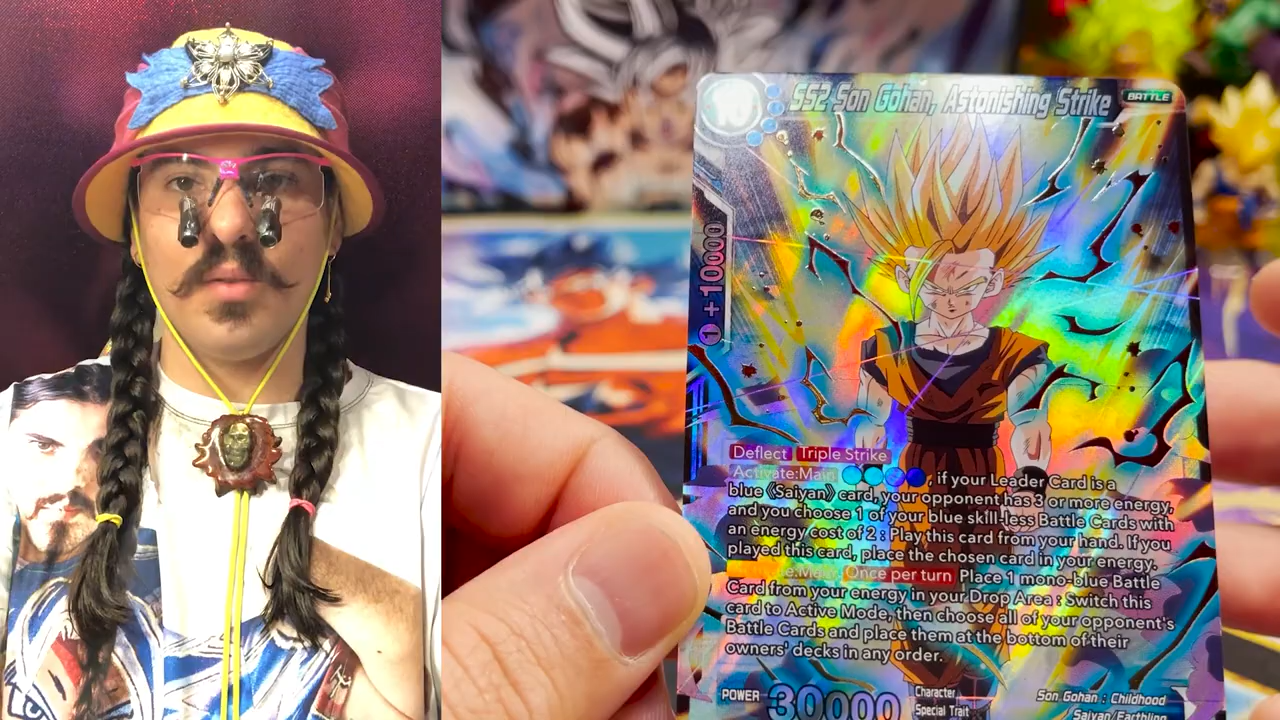 10
SS2 Son Gohan, Astonishing Strike
BATTLE
1 +10000
Deflect Triple Strike
Activate:Main , if your Leader Card is a
blue 《Saiyan》 card, your opponent has 3 or more energy,
and you choose 1 of your blue skill-less Battle Cards with
an energy cost of 2 : Play this card from your hand. If you
played this card, place the chosen card in your energy.
Once per turn Place 1 mono-blue Battle
Card from your energy in your Drop Area : Switch this
card to Active Mode, then choose all of your opponent's
Battle Cards and place them at the bottom of their
owners' decks in any order.
POWER 30000
Character Son Gohan : Childhood
Special Trait Saiyan/Earthling